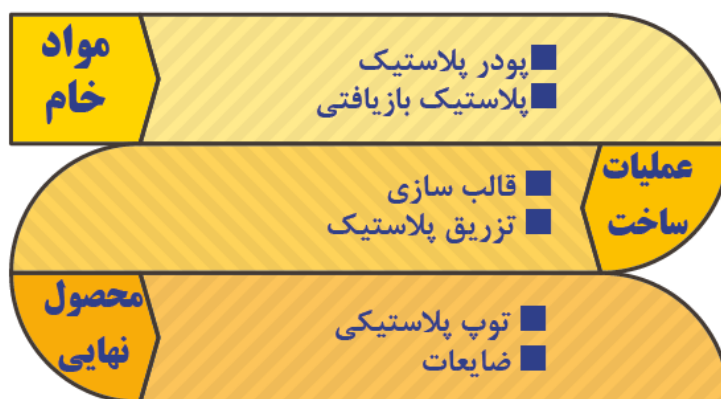 مواد
خام
پودر پلاستیک
پلاستیک بازیافتی
عملیات
ساخت
قالب سازی
تزریق پلاستیک
محصول
نهایی
توپ پلاستیکی
ضایعات